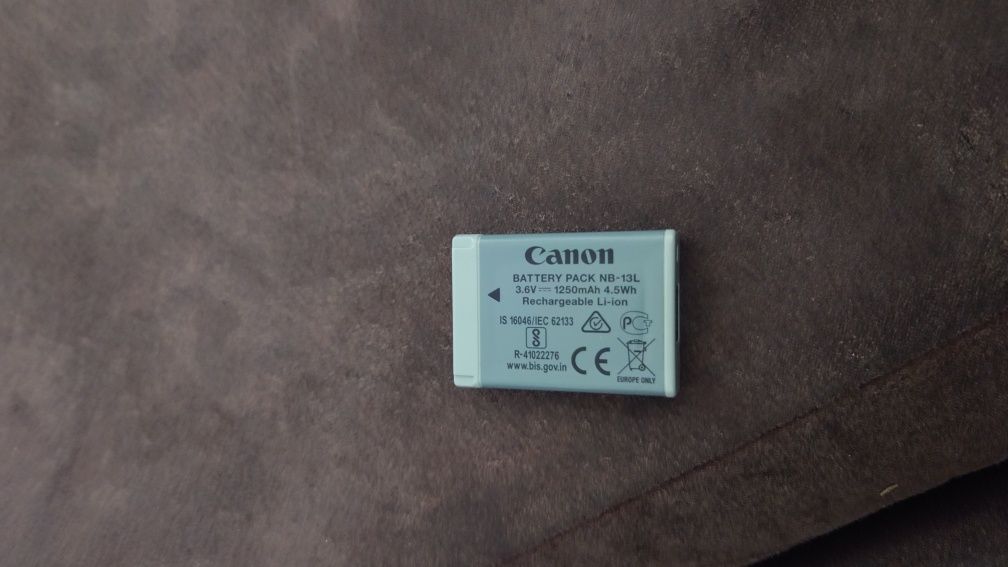 Canon
BATTERY PACK NB-13L
3.6V ⎓ 1250mAh 4.5Wh
Rechargeable Li-ion
IS 16046/IEC 62133
R-41022276
www.bis.gov.in
CE
EUROPE ONLY